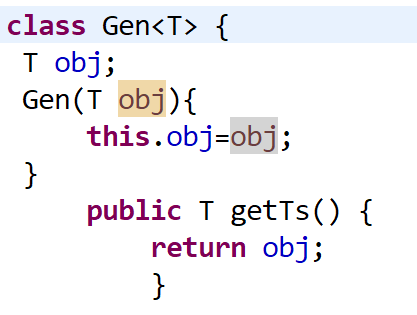 class Gen<T> {
T obj;
Gen(T obj){
this.obj=obj;
}
public T getTs() {
return obj;
}